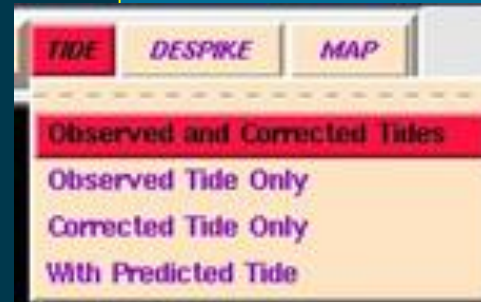 TIDE DESPIKE MAP
Observed and Corrected Tides
Observed Tide Only
Corrected Tide Only
With Predicted Tide